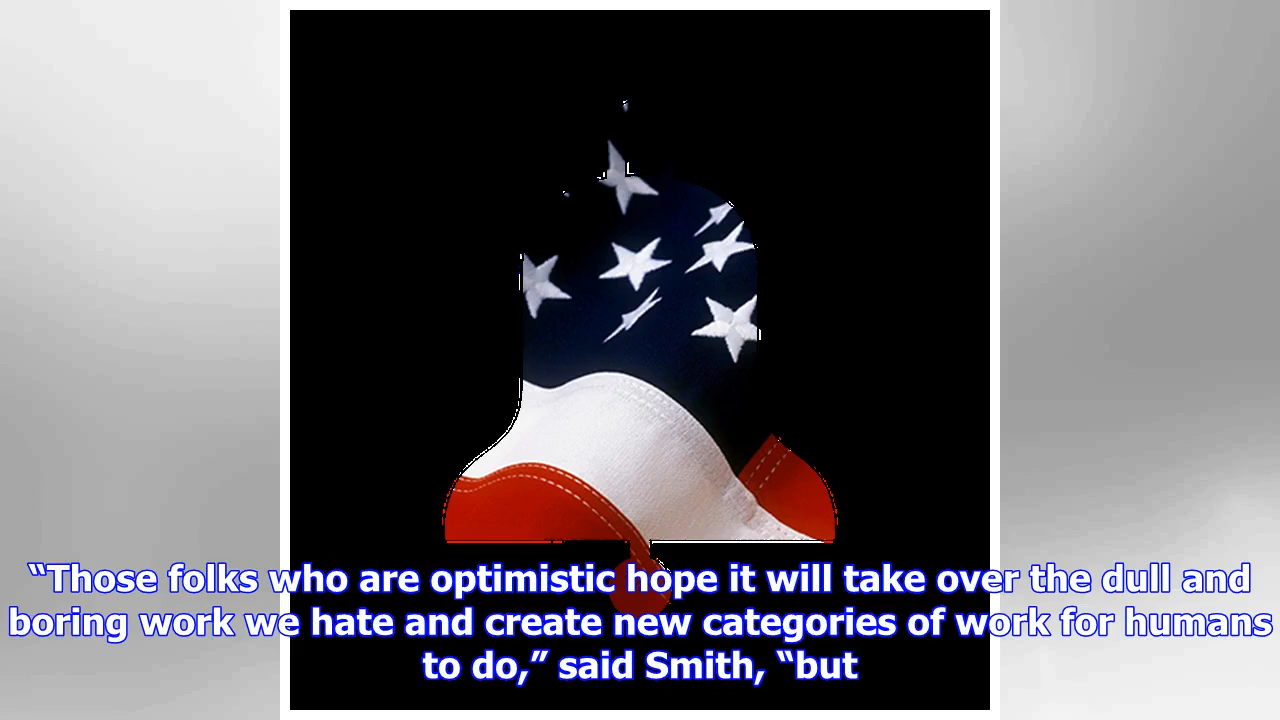 “Those folks who are optimistic hope it will take over the dull and
boring work we hate and create new categories of work for humans
to do,” said Smith, “but